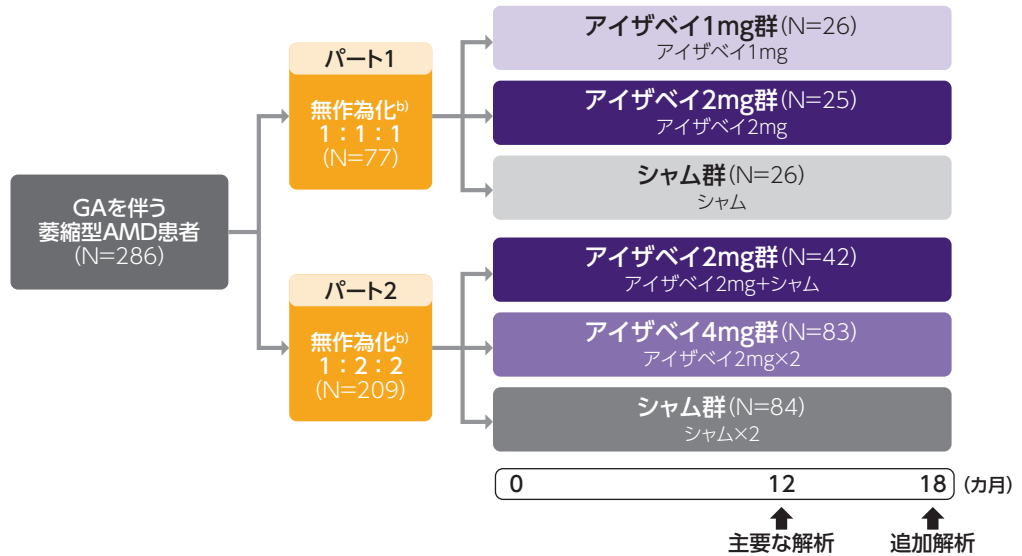 GAを伴う
萎縮型AMD患者
(N=286)
パート1
無作為化b)
1：1：1
(N=77)
アイザベイ1mg群(N=26)
アイザベイ1mg
アイザベイ2mg群(N=25)
アイザベイ2mg
シャム群(N=26)
シャム
パート2
無作為化b)
1：2：2
(N=209)
アイザベイ2mg群(N=42)
アイザベイ2mg+シャム
アイザベイ4mg群(N=83)
アイザベイ2mg×2
シャム群(N=84)
シャム×2
0 12 18 (カ月)
主要な解析 追加解析